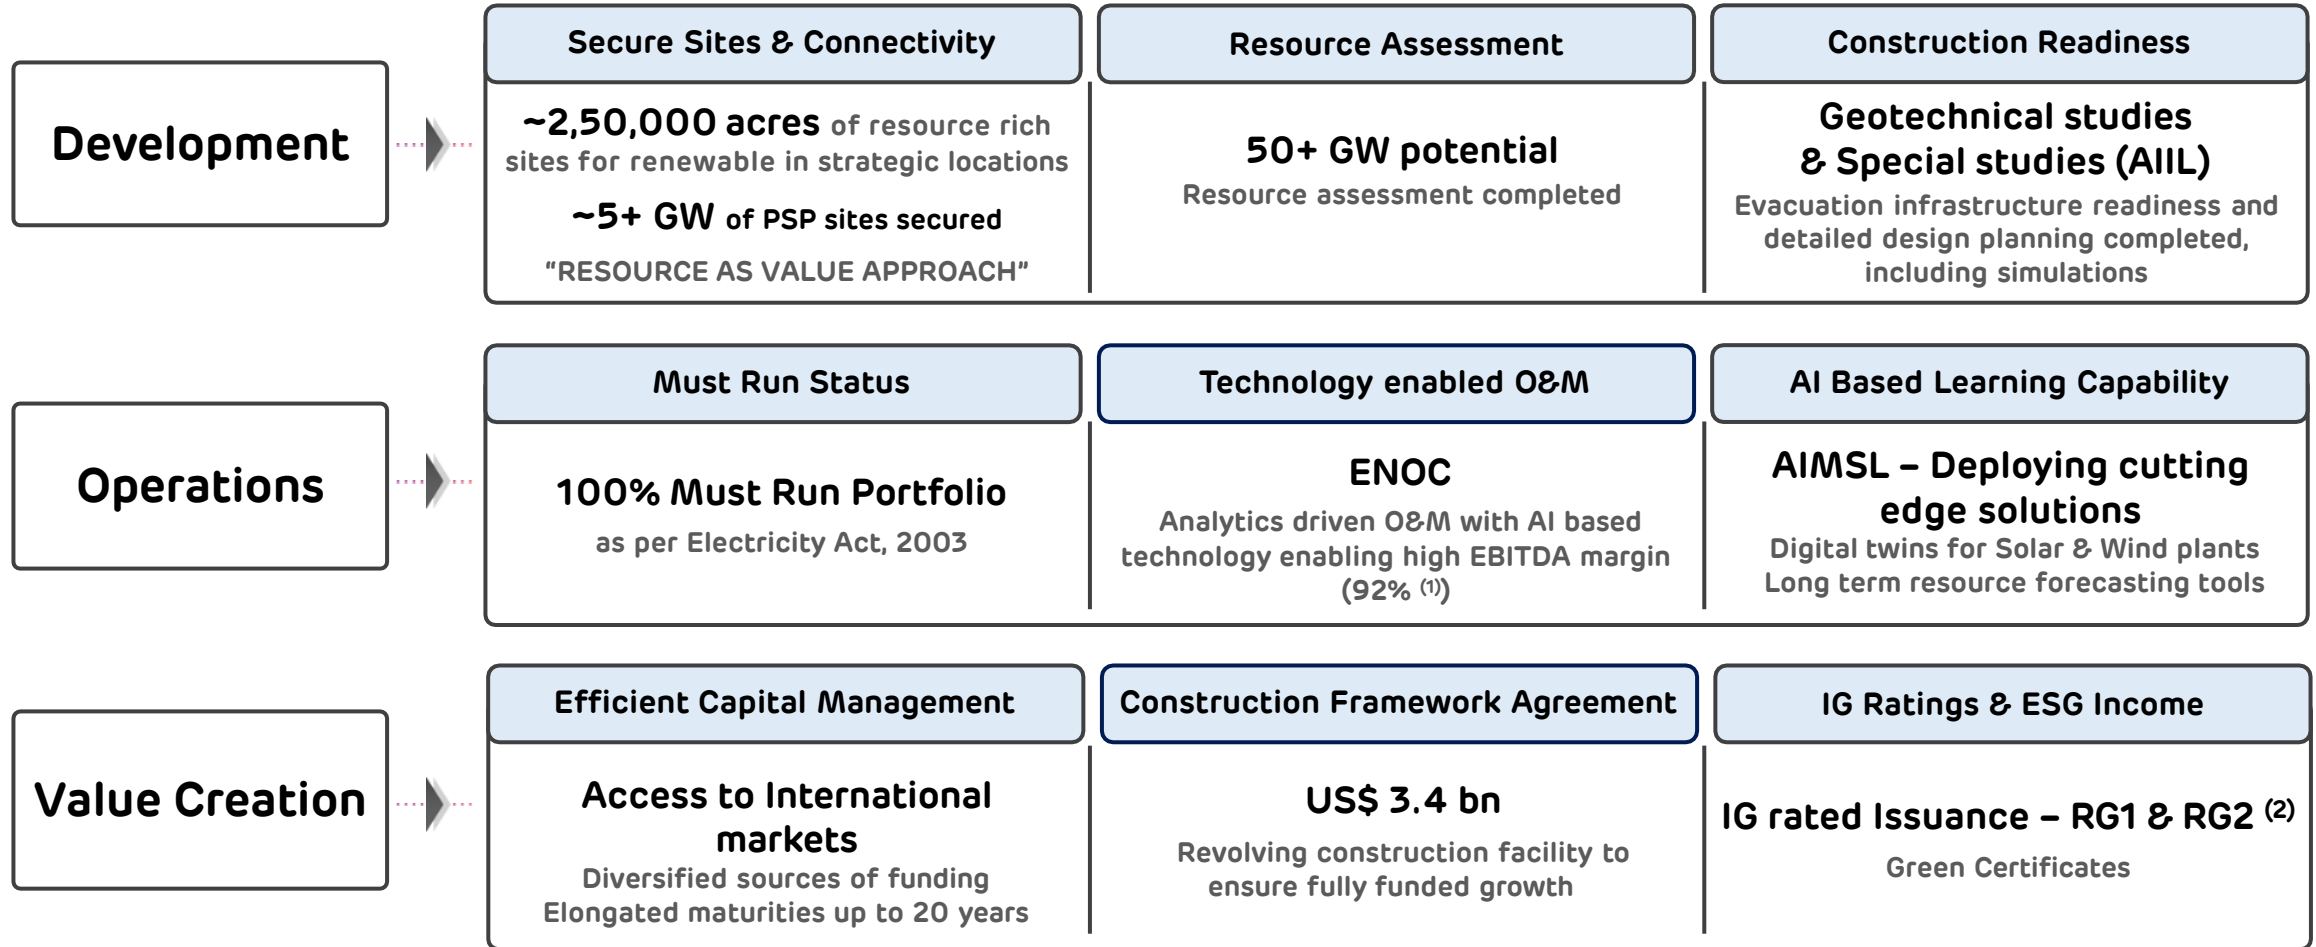 Development
Secure Sites & Connectivity
~2,50,000 acres of resource rich
sites for renewable in strategic locations
~5+ GW of PSP sites secured
“RESOURCE AS VALUE APPROACH”
Resource Assessment
50+ GW potential
Resource assessment completed
Construction Readiness
Geotechnical studies
& Special studies (AIIL)
Evacuation infrastructure readiness and
detailed design planning completed,
including simulations
Operations
Must Run Status
100% Must Run Portfolio
as per Electricity Act, 2003
Technology enabled O&M
ENOC
Analytics driven O&M with AI based
technology enabling high EBITDA margin
(92% (1))
AI Based Learning Capability
AIMSL – Deploying cutting
edge solutions
Digital twins for Solar & Wind plants
Long term resource forecasting tools
Value Creation
Efficient Capital Management
Access to International
markets
Diversified sources of funding
Elongated maturities up to 20 years
Construction Framework Agreement
US$ 3.4 bn
Revolving construction facility to
ensure fully funded growth
IG Ratings & ESG Income
IG rated Issuance – RG1 & RG2 (2)
Green Certificates